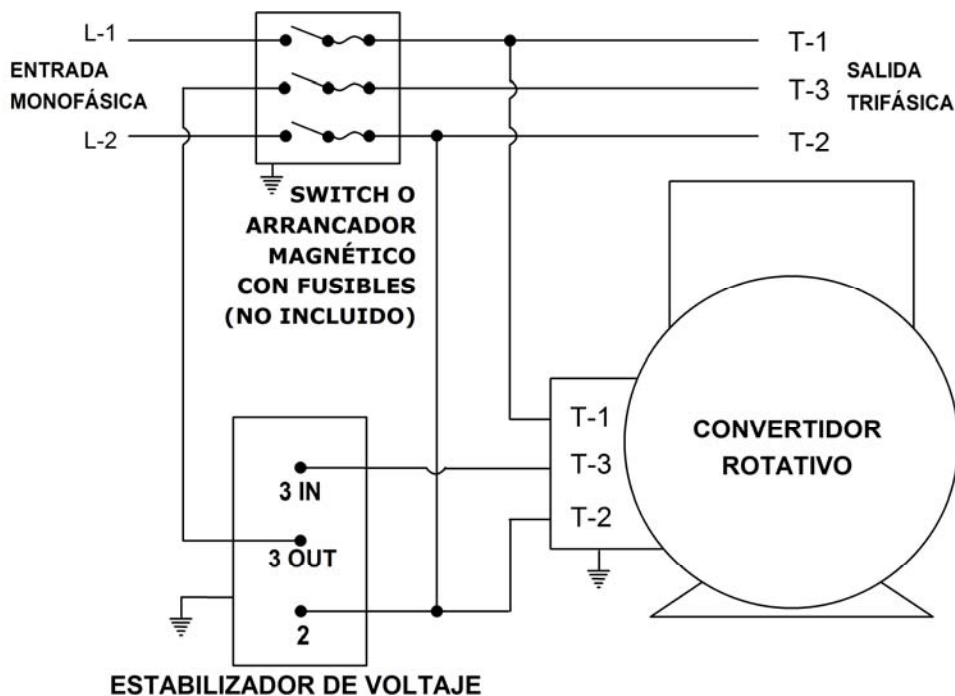 L-1
ENTRADA
MONOFÁSICA
L-2
T-1
T-3
T-2
SALIDA
TRIFÁSICA
SWITCH O
ARRANCADOR
MAGNÉTICO
CON FUSIBLES
(NO INCLUIDO)
T-1
T-3
T-2
CONVERTIDOR
ROTATIVO
3 IN
3 OUT
2
ESTABILIZADOR DE VOLTAJE